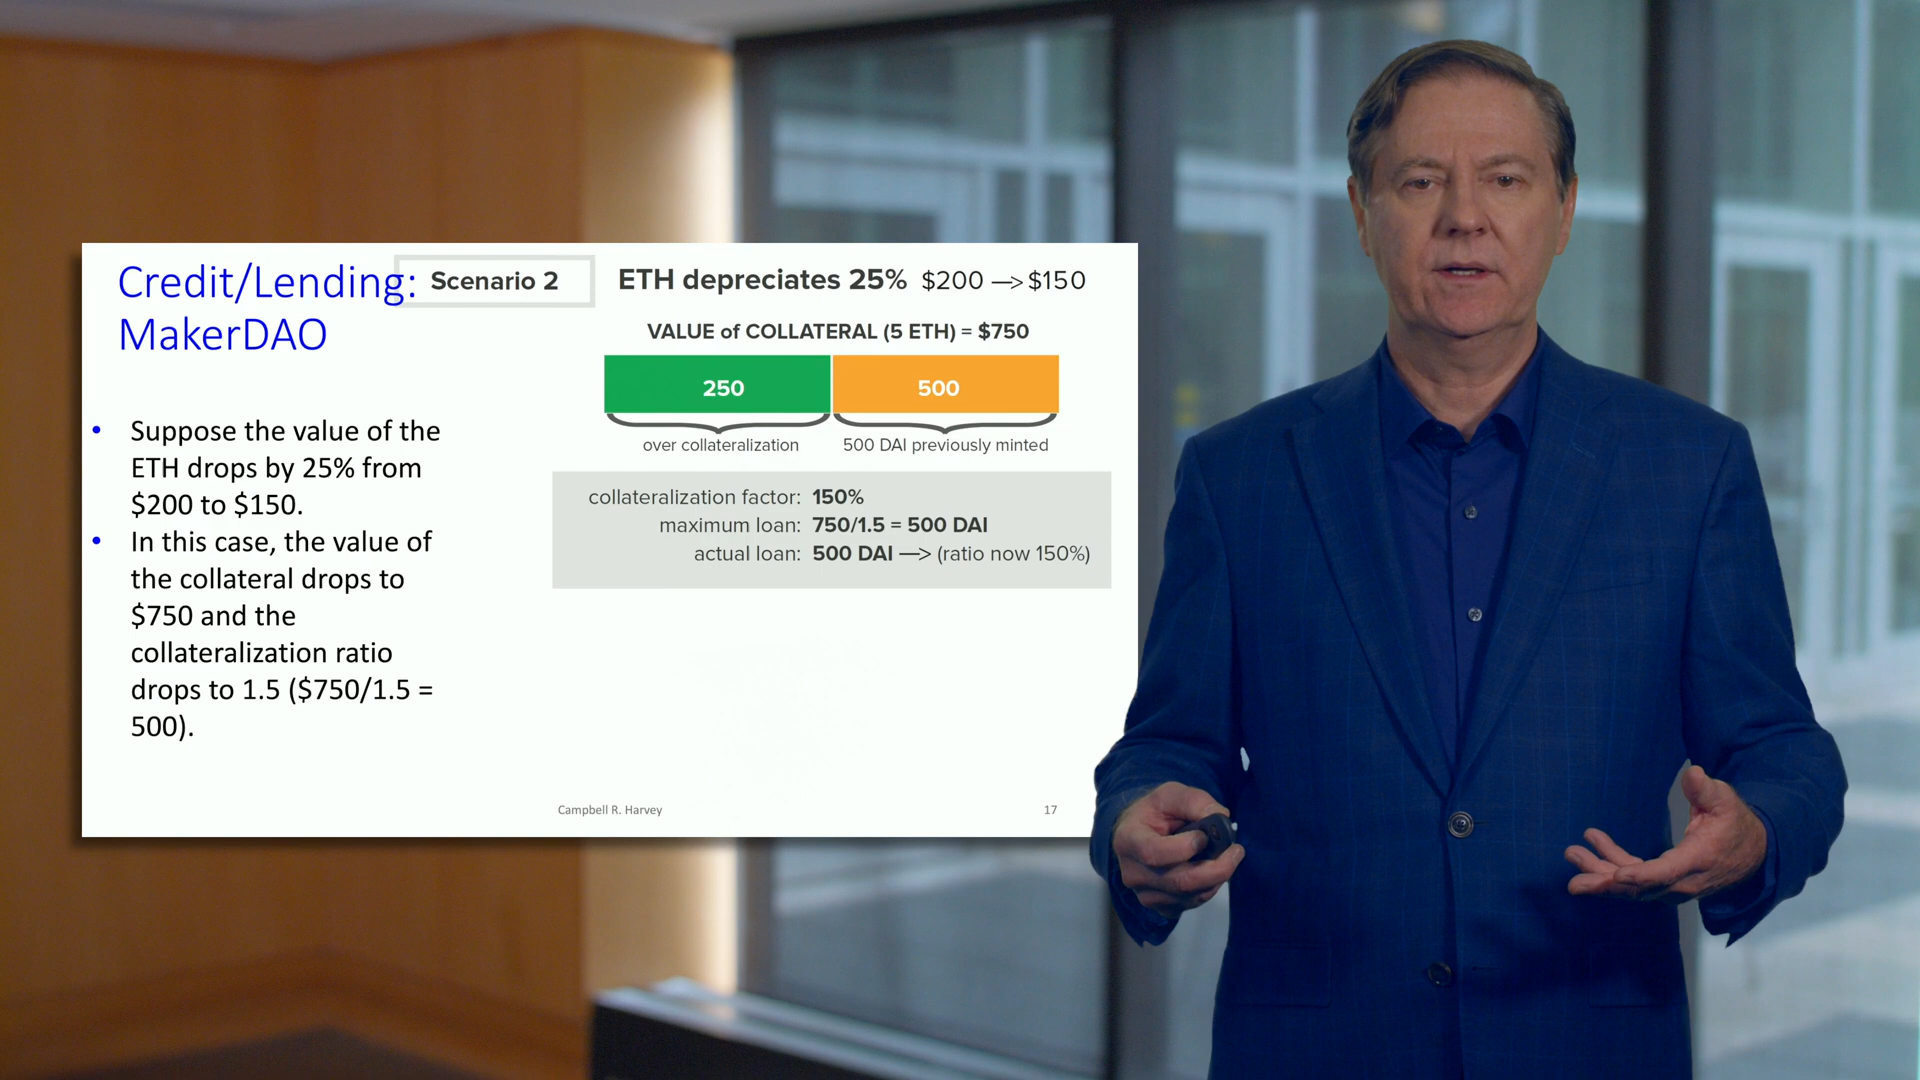 Credit/Lending:
MakerDAO
Scenario 2
ETH depreciates 25% $200 —> $150
VALUE of COLLATERAL (5 ETH) = $750
250
500
over collateralization
500 DAI previously minted
collateralization factor: 150%
maximum loan: 750/1.5 = 500 DAI
actual loan: 500 DAI —> (ratio now 150%)
• Suppose the value of the
ETH drops by 25% from
$200 to $150.
• In this case, the value of
the collateral drops to
$750 and the
collateralization ratio
drops to 1.5 ($750/1.5 =
500).
Campbell R. Harvey
17